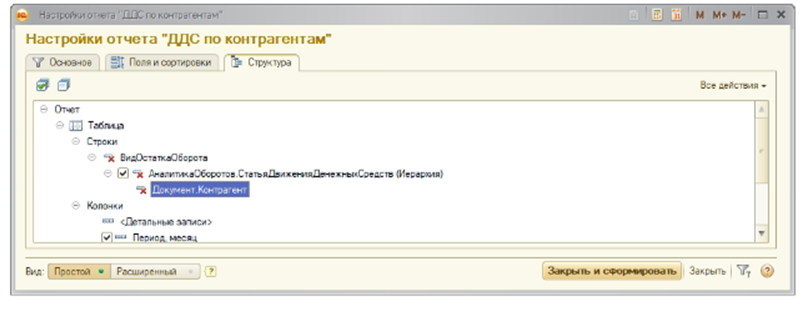 Настройки отчета "ДДС по контрагентам"
M M+ M-
Настройки отчета "ДДС по контрагентам"
Основное Поля и сортировки Структура
Все действия
Отчет
Таблица
Строки
ВидОстаткаОборота
АналитикаОборотов.СтатьяДвиженияДенежныхСредств (Иерархия)
Документ.Контрагент
Колонки
<Детальные записи>
Период, месяц
Вид: Простой Расширенный ? Закрыть и сформировать Закрыть ?